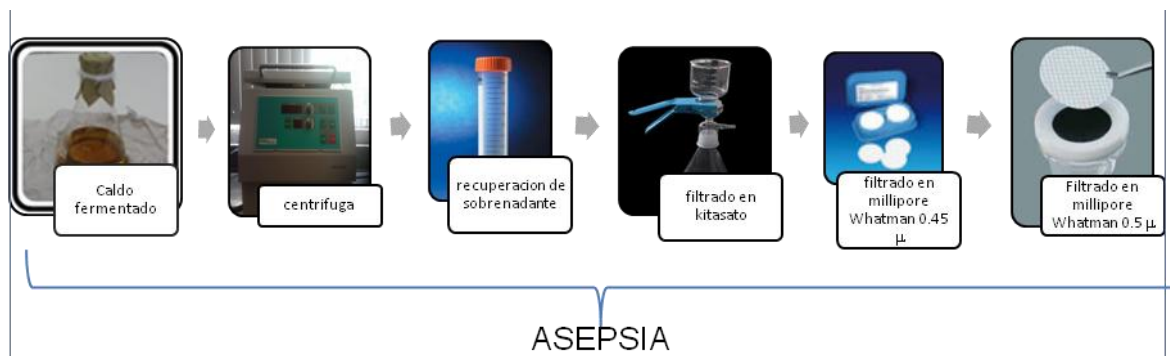 Caldo
fermentado
centrifuga
recuperacion de
sobrenadante
filtrado en
kitasato
filtrado en
millipore
Whatman 0.45
µ
Filtrado en
millipore
Whatman 0.5 µ
ASEPSIA